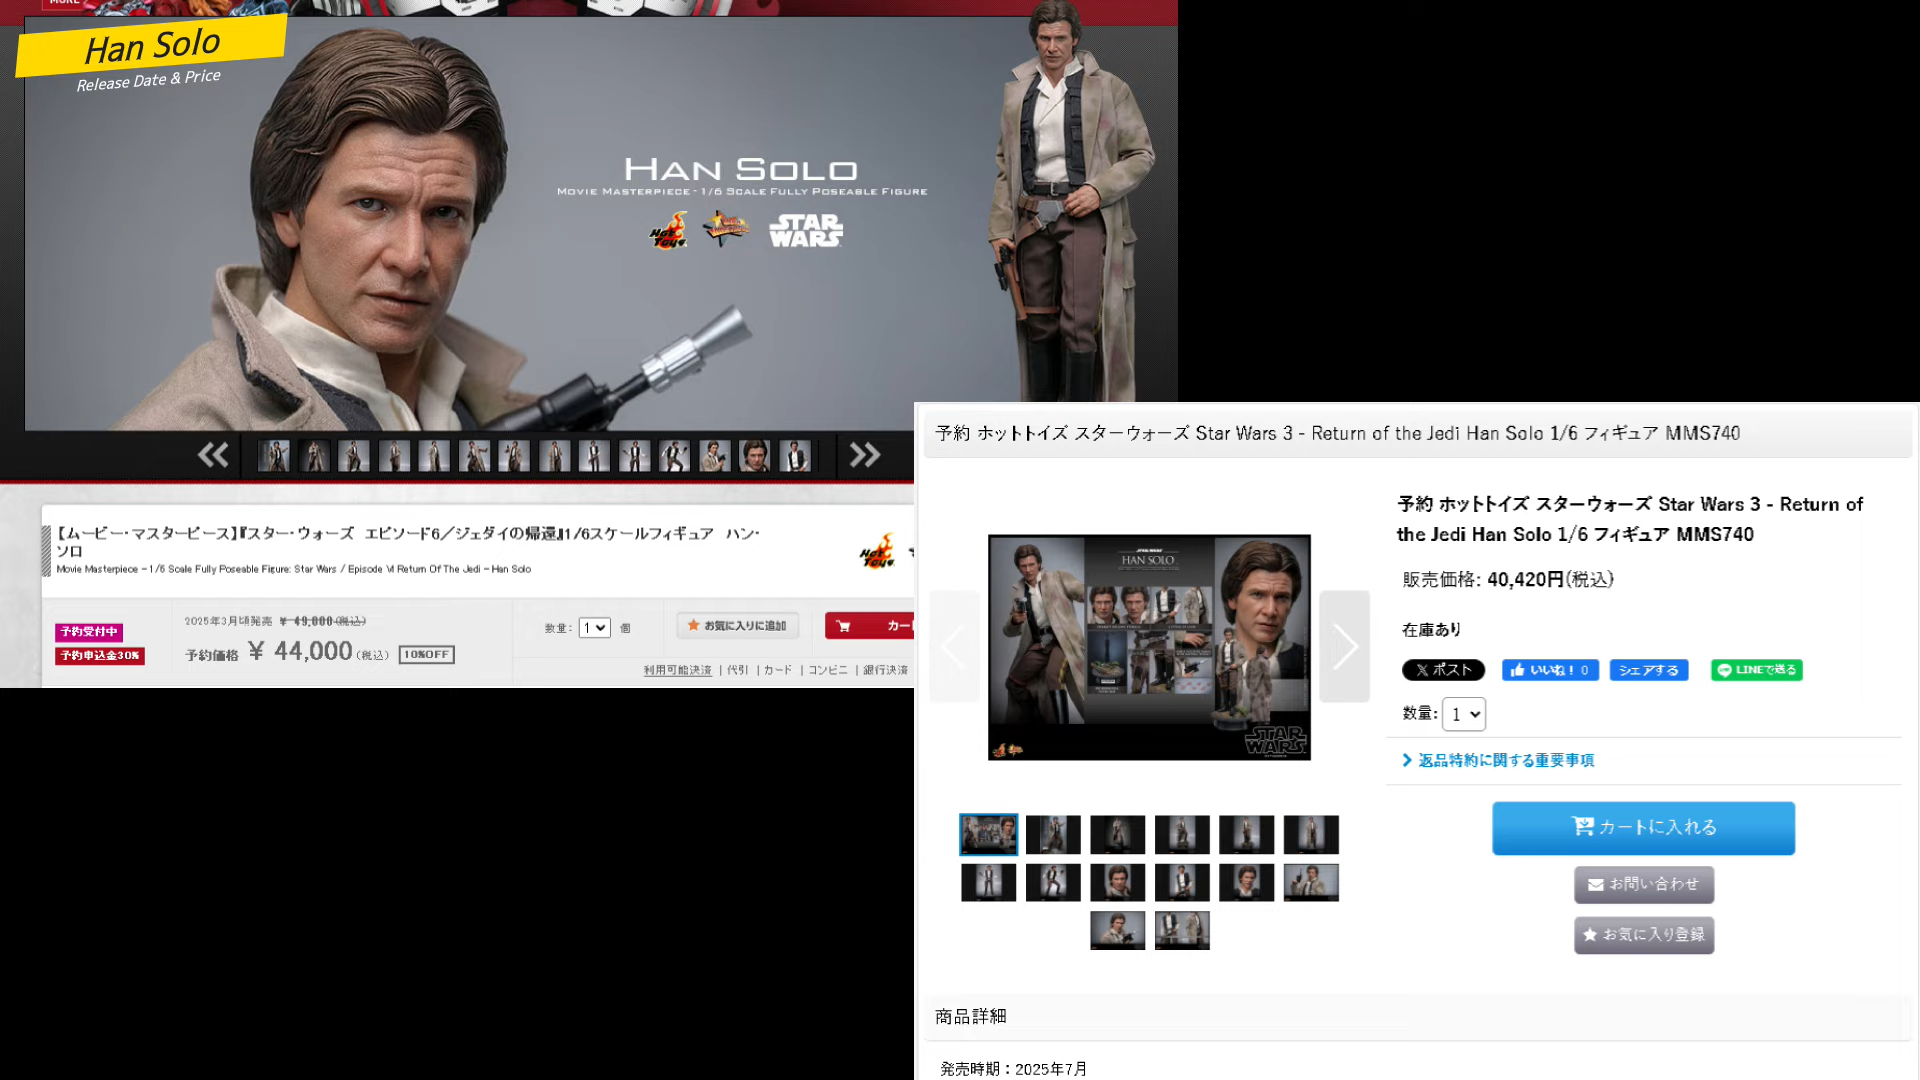 MORE
Han Solo
Release Date & Price
HAN SOLO
MOVIE MASTERPIECE - 1/6 SCALE FULLY POSEABLE FIGURE
Hot Toys
STAR WARS
【ムービー・マスターピース】『スター・ウォーズ エピソード6／ジェダイの帰還』1/6スケールフィギュア ハン・
ソロ
Movie Masterpiece - 1/6 Scale Fully Poseable Figure: Star Wars / Episode VI Return Of The Jedi - Han Solo
Hot Toys
予約受付中
予約申込金30%
2025年3月頃発売 ¥ 49,000(税込)
予約価格 ¥ 44,000 (税込) 10%OFF
数量: 1 個
お気に入りに追加
カー
利用可能決済 | 代引 | カード | コンビニ | 銀行決済
予約 ホットトイズ スターウォーズ Star Wars 3 - Return of the Jedi Han Solo 1/6 フィギュア MMS740
HAN SOLO
STAR WARS
予約 ホットトイズ スターウォーズ Star Wars 3 - Return of
the Jedi Han Solo 1/6 フィギュア MMS740
販売価格: 40,420円(税込)
在庫あり
X ポスト
いいね！ 0
シェアする
LINEで送る
数量: 1
返品特約に関する重要事項
カートに入れる
お問い合わせ
お気に入り登録
商品詳細
発売時期：2025年7月